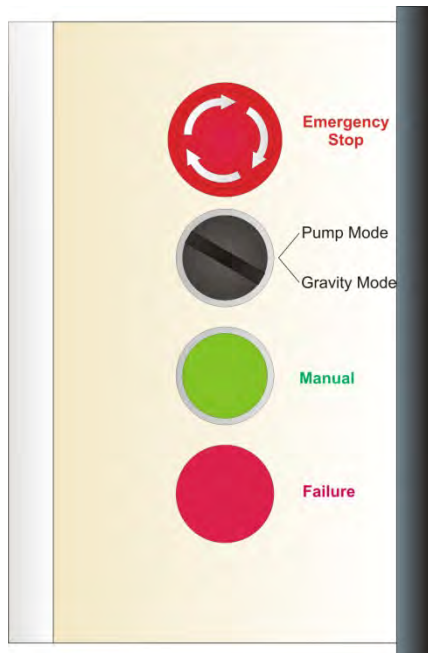 Emergency
Stop
Pump Mode
Gravity Mode
Manual
Failure